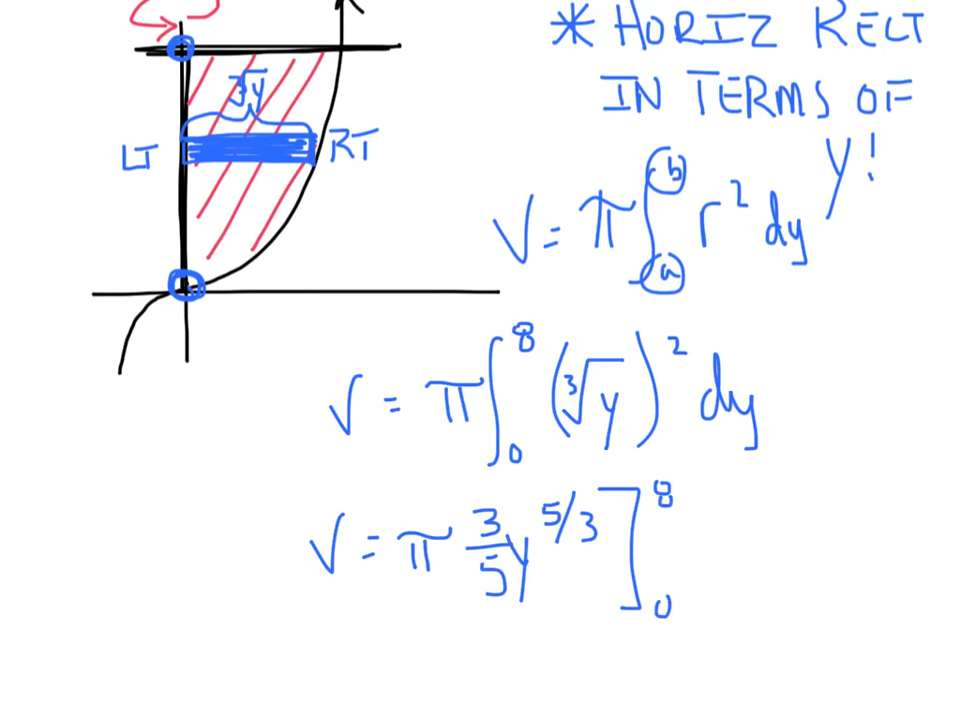 * HORIZ RECT
IN TERMS OF
Y!
∛y
LT
RT
V = π ∫ₐᵇ r² dy
V = π ∫₀⁸ (∛y)² dy
V = π 3/5 y^5/3 ]₀⁸